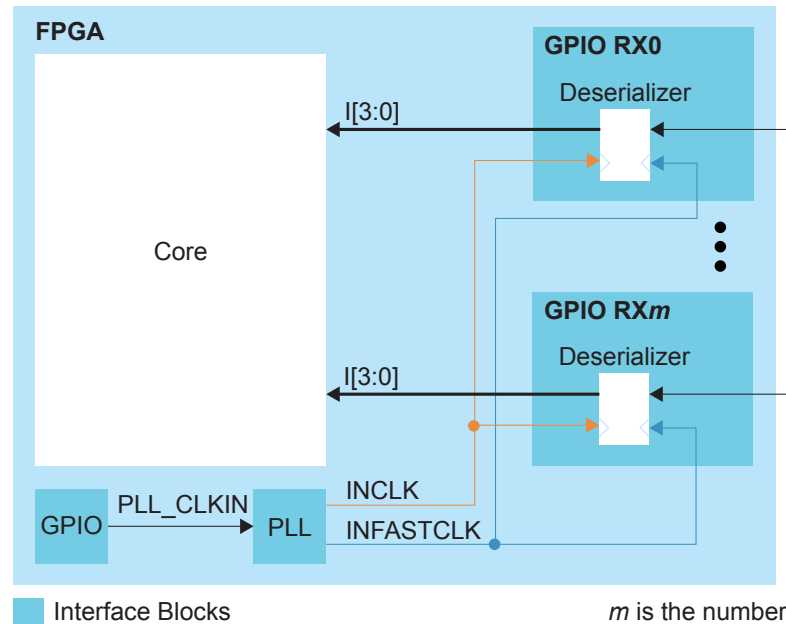 FPGA
GPIO RX0
Deserializer
I[3:0]
Core
GPIO RXm
Deserializer
I[3:0]
INCLK
PLL_CLKIN
GPIO
PLL
INFASTCLK
Interface Blocks
m is the number